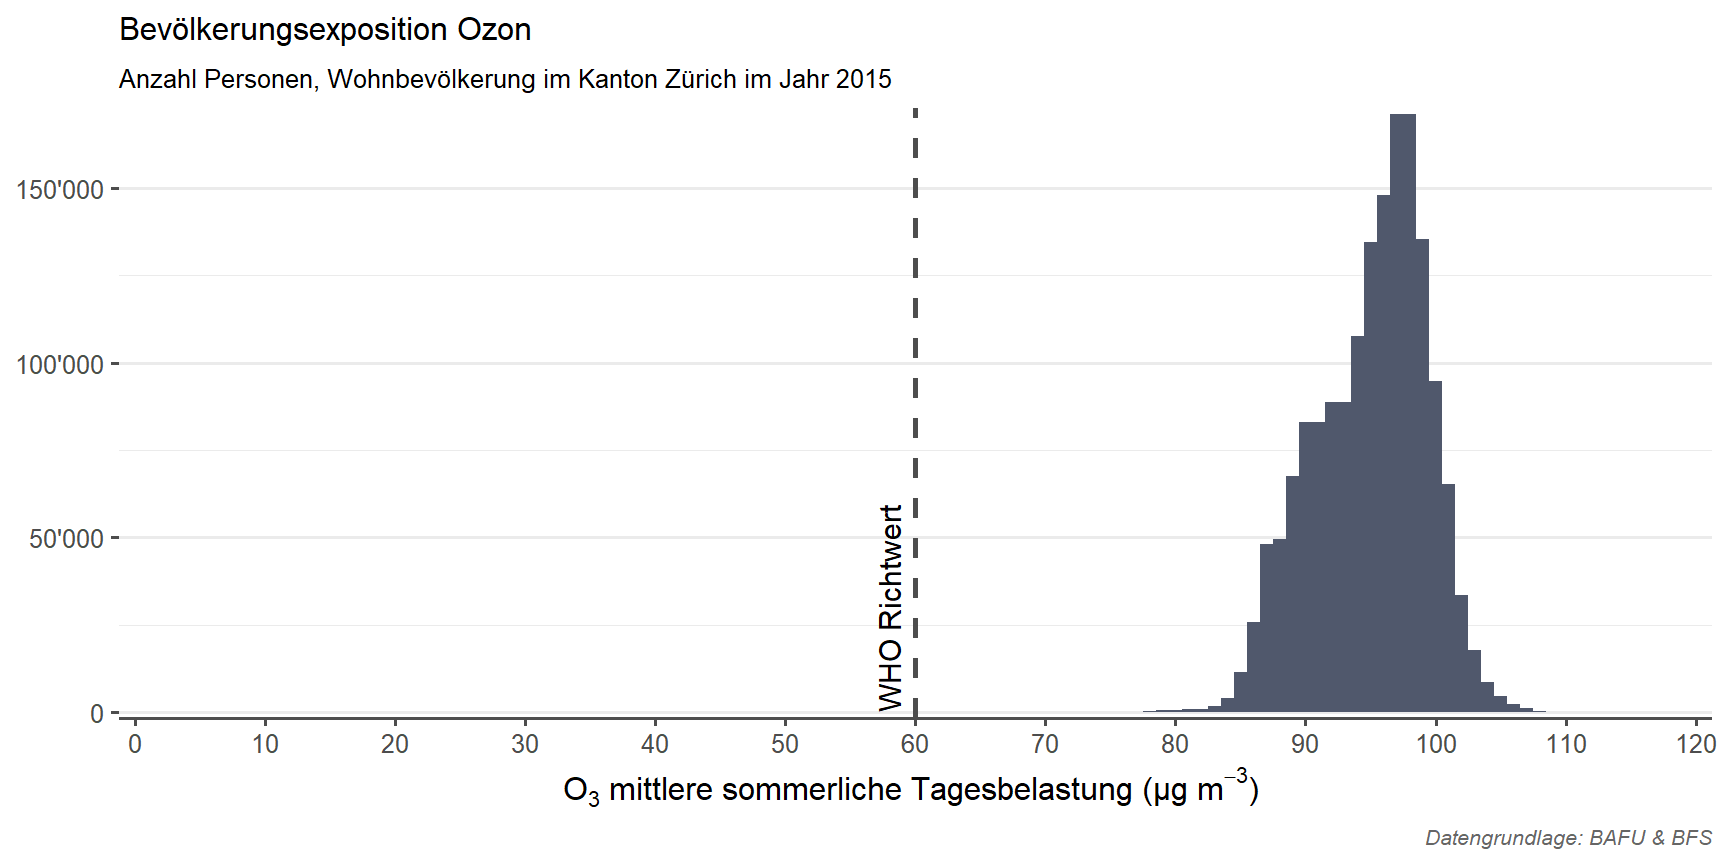 Bevölkerungsexposition Ozon
Anzahl Personen, Wohnbevölkerung im Kanton Zürich im Jahr 2015
150'000
100'000
50'000
0
WHO Richtwert
0 10 20 30 40 50 60 70 80 90 100 110 120
O₃ mittlere sommerliche Tagesbelastung (µg m⁻³)
Datengrundlage: BAFU & BFS